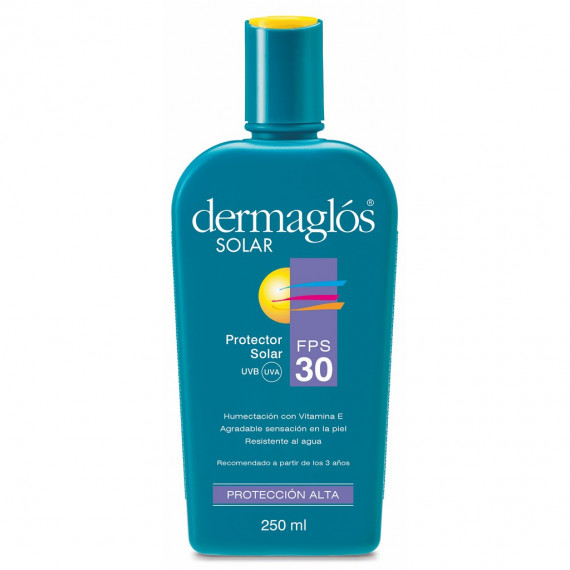 dermaglós®
SOLAR
Protector
Solar
UVB UVA
FPS
30
Humectación con Vitamina E
Agradable sensación en la piel
Resistente al agua
Recomendado a partir de los 3 años
PROTECCIÓN ALTA
250 ml